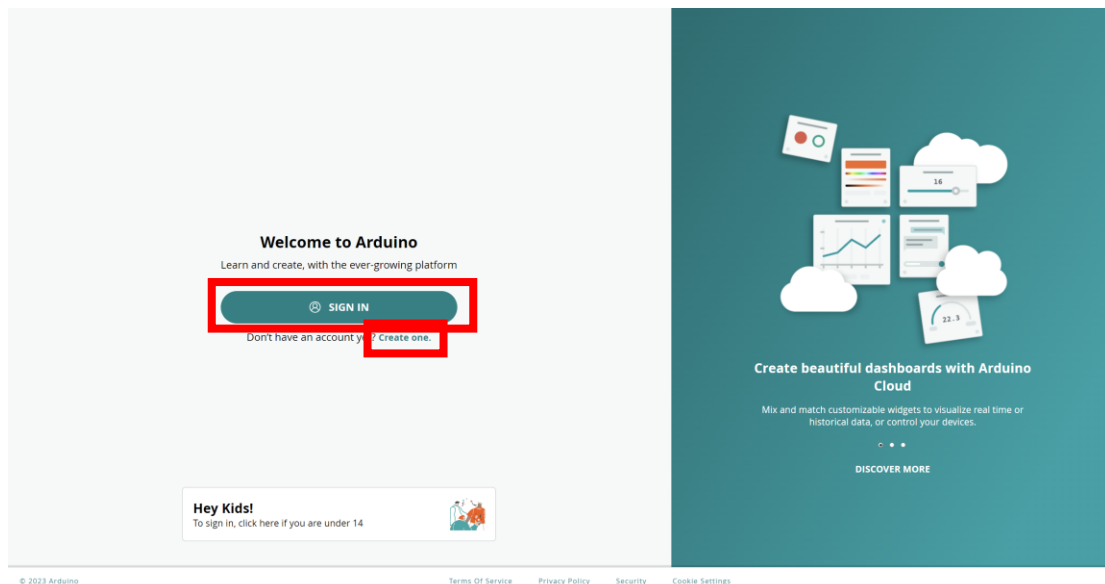 Welcome to Arduino
Learn and create, with the ever-growing platform
SIGN IN
Don't have an account y ? Create one.
Hey Kids!
To sign in, click here if you are under 14
16
22.3
Create beautiful dashboards with Arduino
Cloud
Mix and match customizable widgets to visualize real time or
historical data, or control your devices.
DISCOVER MORE
© 2023 Arduino
Terms Of Service Privacy Policy Security Cookie Settings